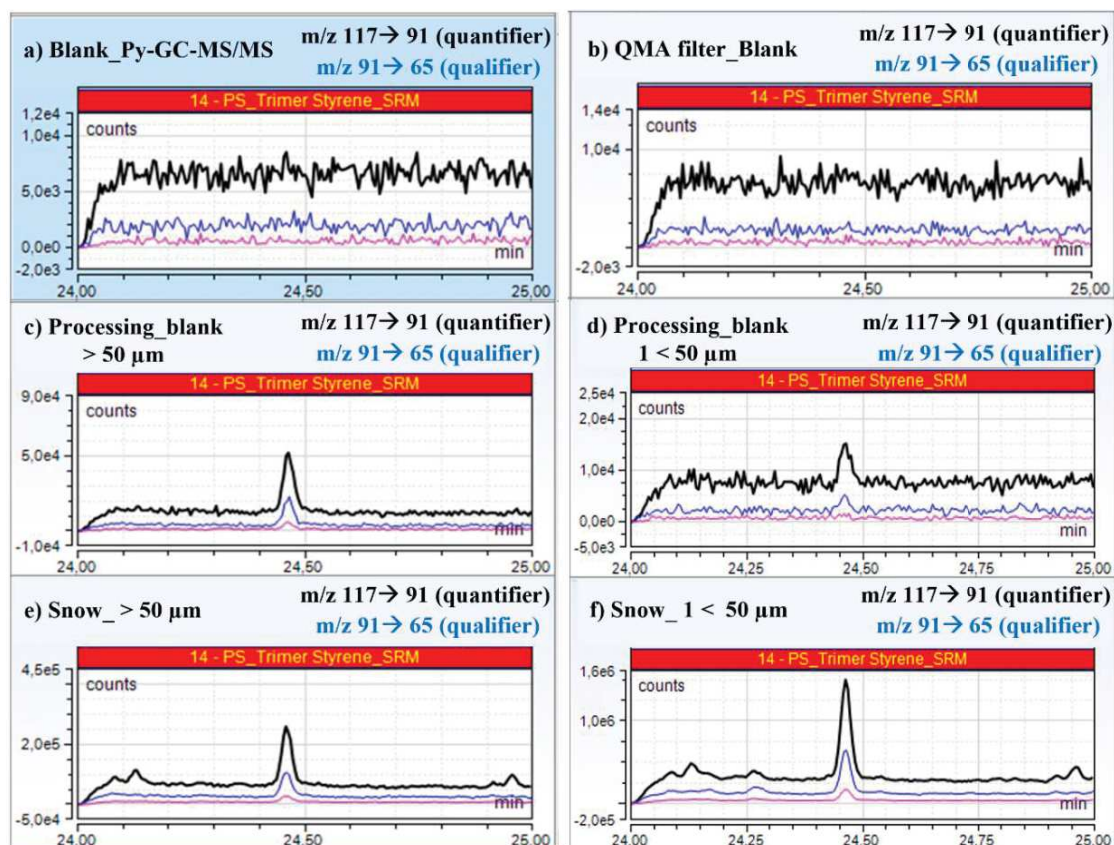 a) Blank_Py-GC-MS/MS
m/z 117→ 91 (quantifier)
m/z 91→ 65 (qualifier)
14 - PS_Trimer Styrene_SRM
1,2e4
counts
1,0e4
5,0e3
0,0e0
min
-2,0e3
24,00
24,50
25,00
b) QMA filter_Blank
m/z 117→ 91 (quantifier)
m/z 91→ 65 (qualifier)
14 - PS_Trimer Styrene_SRM
1,4e4
counts
1,0e4
min
-2,0e3
24,00
24,50
25,00
c) Processing_blank
> 50 µm
m/z 117→ 91 (quantifier)
m/z 91→ 65 (qualifier)
14 - PS_Trimer Styrene_SRM
9,0e4
counts
5,0e4
min
-1,0e4
24,00
24,50
25,00
d) Processing_blank
1 < 50 µm
m/z 117→ 91 (quantifier)
m/z 91→ 65 (qualifier)
14 - PS_Trimer Styrene_SRM
2,5e4
counts
2,0e4
1,0e4
0,0e0
min
-5,0e3
24,00
24,25
24,50
24,75
25,00
e) Snow_ > 50 µm
m/z 117→ 91 (quantifier)
m/z 91→ 65 (qualifier)
14 - PS_Trimer Styrene_SRM
4,5e5
counts
2,0e5
min
-5,0e4
24,00
24,50
25,00
f) Snow_ 1 < 50 µm
m/z 117→ 91 (quantifier)
m/z 91→ 65 (qualifier)
14 - PS_Trimer Styrene_SRM
1,6e6
counts
1,0e6
min
-2,0e5
24,00
24,25
24,50
24,75
25,00